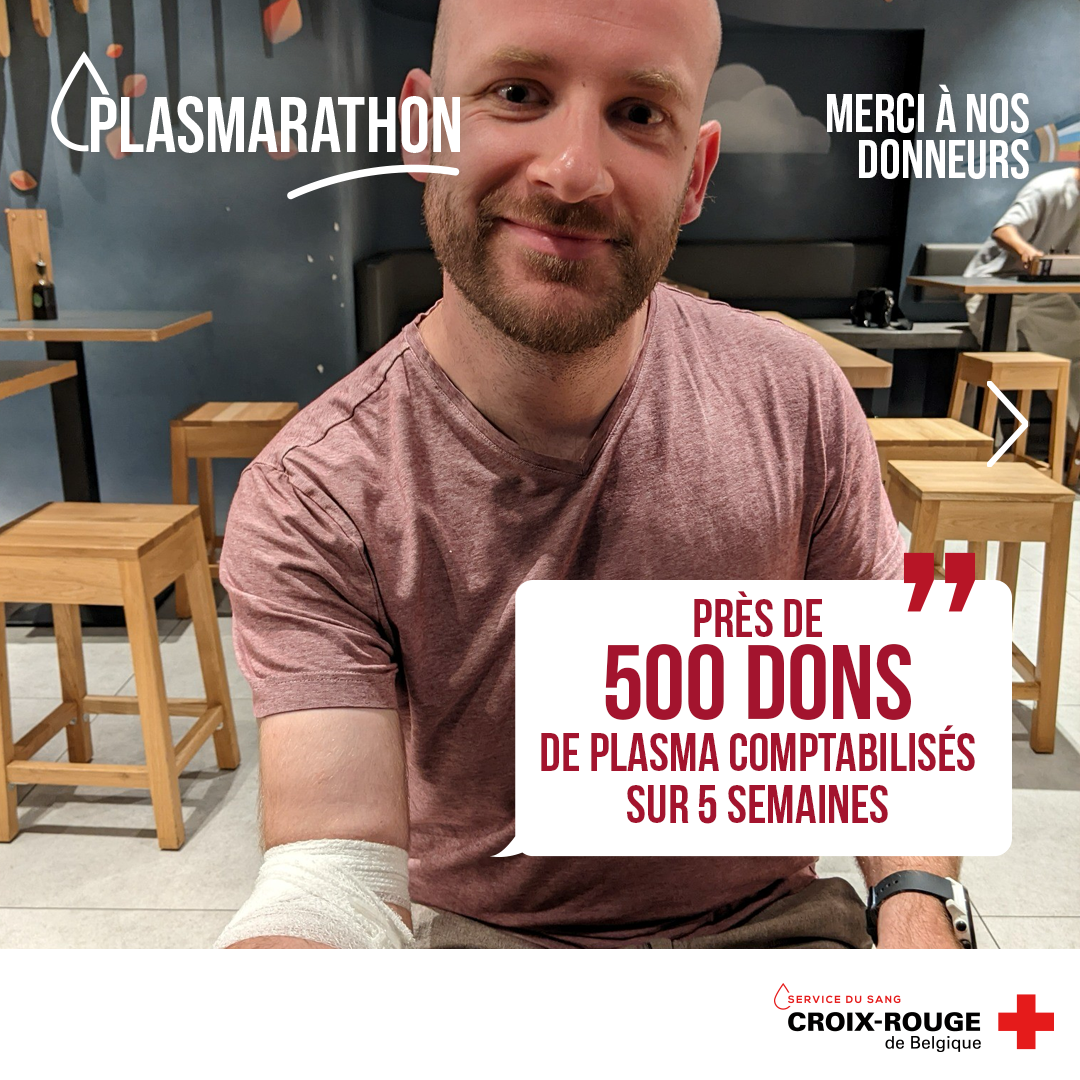 PLASMARATHON
MERCI À NOS
DONNEURS
”
PRÈS DE
500 DONS
DE PLASMA COMPTABILISÉS
SUR 5 SEMAINES
SERVICE DU SANG
CROIX-ROUGE
de Belgique